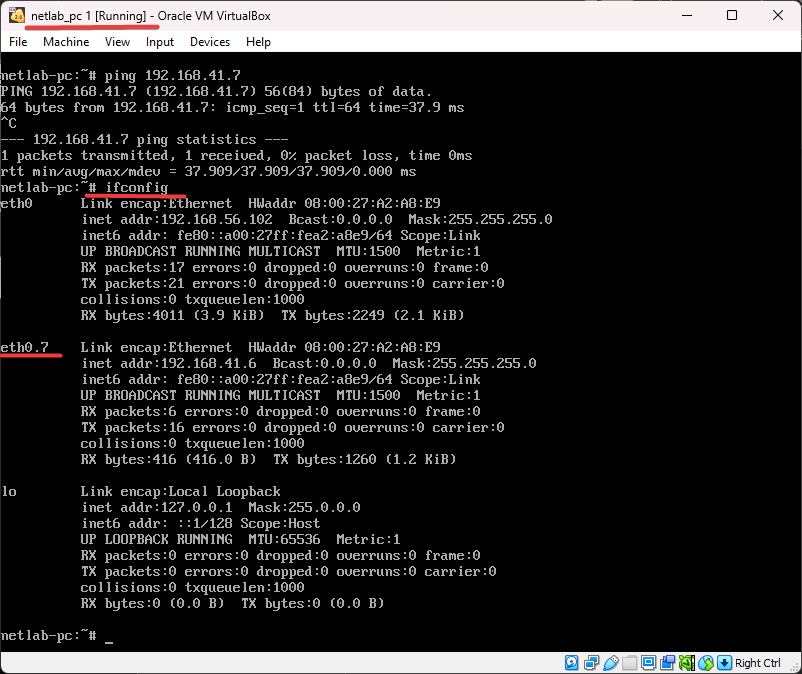 netlab_pc 1 [Running] - Oracle VM VirtualBox
File Machine View Input Devices Help
netlab-pc:~# ping 192.168.41.7
PING 192.168.41.7 (192.168.41.7) 56(84) bytes of data.
64 bytes from 192.168.41.7: icmp_seq=1 ttl=64 time=37.9 ms
^C
--- 192.168.41.7 ping statistics ---
1 packets transmitted, 1 received, 0% packet loss, time 0ms
rtt min/avg/max/mdev = 37.909/37.909/37.909/0.000 ms
netlab-pc:~# ifconfig
eth0      Link encap:Ethernet  HWaddr 08:00:27:A2:A8:E9
          inet addr:192.168.56.102  Bcast:0.0.0.0  Mask:255.255.255.0
          inet6 addr: fe80::a00:27ff:fea2:a8e9/64 Scope:Link
          UP BROADCAST RUNNING MULTICAST  MTU:1500  Metric:1
          RX packets:17 errors:0 dropped:0 overruns:0 frame:0
          TX packets:21 errors:0 dropped:0 overruns:0 carrier:0
          collisions:0 txqueuelen:1000
          RX bytes:4011 (3.9 KiB)  TX bytes:2249 (2.1 KiB)
eth0.7    Link encap:Ethernet  HWaddr 08:00:27:A2:A8:E9
          inet addr:192.168.41.6  Bcast:0.0.0.0  Mask:255.255.255.0
          inet6 addr: fe80::a00:27ff:fea2:a8e9/64 Scope:Link
          UP BROADCAST RUNNING MULTICAST  MTU:1500  Metric:1
          RX packets:6 errors:0 dropped:0 overruns:0 frame:0
          TX packets:16 errors:0 dropped:0 overruns:0 carrier:0
          collisions:0 txqueuelen:1000
          RX bytes:416 (416.0 B)  TX bytes:1260 (1.2 KiB)
lo        Link encap:Local Loopback
          inet addr:127.0.0.1  Mask:255.0.0.0
          inet6 addr: ::1/128 Scope:Host
          UP LOOPBACK RUNNING  MTU:65536  Metric:1
          RX packets:0 errors:0 dropped:0 overruns:0 frame:0
          TX packets:0 errors:0 dropped:0 overruns:0 carrier:0
          collisions:0 txqueuelen:1000
          RX bytes:0 (0.0 B)  TX bytes:0 (0.0 B)
netlab-pc:~# _
Right Ctrl